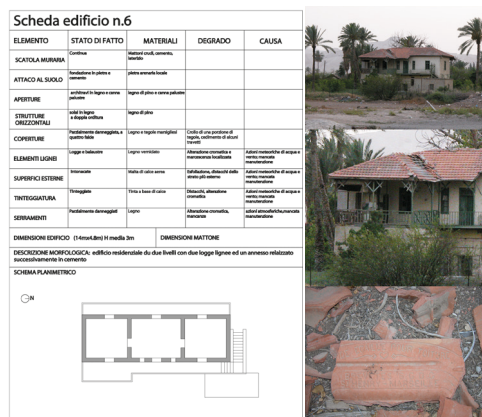 Scheda edificio n.6
ELEMENTO STATO DI FATTO MATERIALI DEGRADO CAUSA
SCATOLA MURARIA Continua Mattoni crudi, cemento, laterizio
ATTACO AL SUOLO fondazione in pietra e cemento pietra arenaria locale
APERTURE architravi in legno e canna palustre legno di pino e canna palustre
STRUTTURE ORIZZONTALI solai in legno a doppia orditura legno di pino
COPERTURE Parzialmente danneggiata, a quattro falde Legno e tegole marsigliesi Crollo di una porzione di tegole, cedimento di alcuni travetti
ELEMENTI LIGNEI Logge e balaustre Legno verniciato Alterazione cromatica e mancanze localizzate Azioni meteoriche di acqua e vento; mancata manutenzione
SUPERFICI ESTERNE Intonacate Malta di calce aerea Esfoliazione, distacchi dello strato più esterno Azioni meteoriche di acqua e vento; mancata manutenzione
TINTEGGIATURA Tinteggiate Tinta a base di calce Distacchi, alterazione cromatica Azioni meteoriche di acqua e vento; mancata manutenzione
SERRAMENTI Parzialmente danneggiati Legno Alterazione cromatica, mancanze azioni atmosferiche,mancata manutenzione
DIMENSIONI EDIFICIO (14mx4.8m) H media 3m DIMENSIONI MATTONE
DESCRIZIONE MORFOLOGICA: edificio residenziale du due livelli con due logge lignee ed un annesso relaizzato
successivamente in cemento
SCHEMA PLANIMETRICO
N